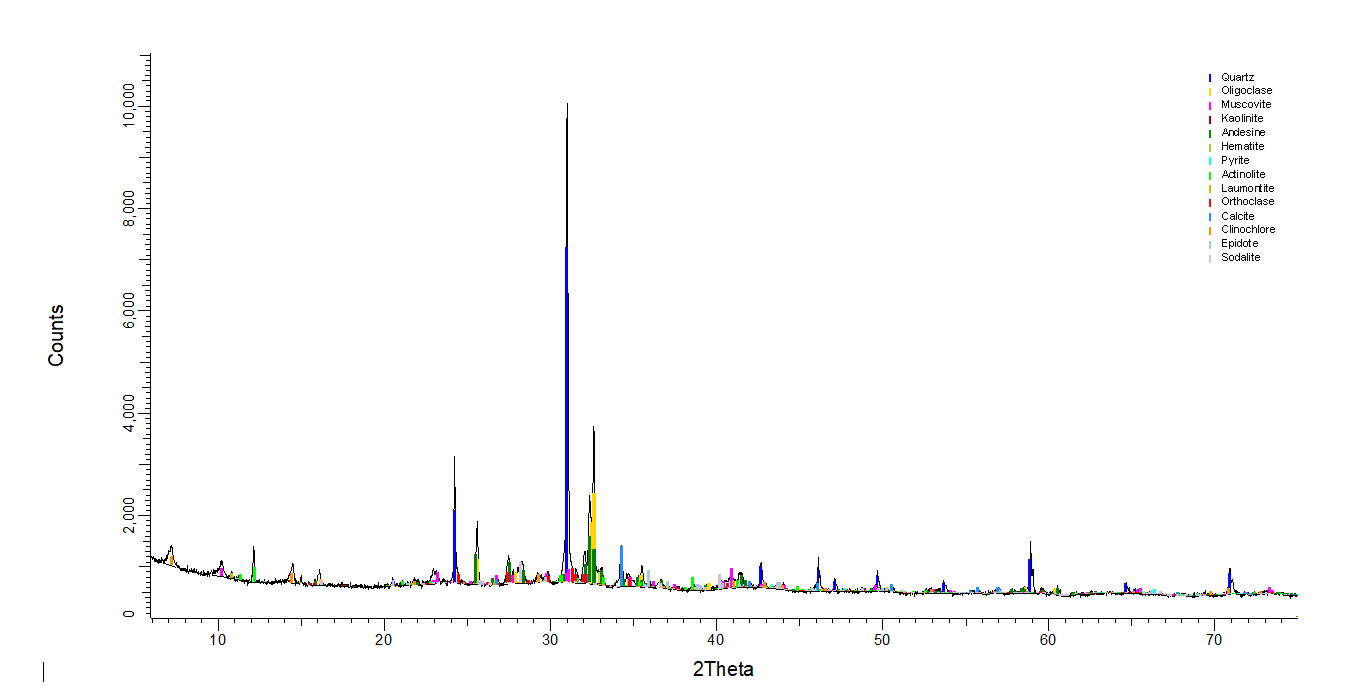 Counts
10,000
8,000
6,000
4,000
2,000
0
Quartz
Oligoclase
Muscovite
Kaolinite
Andesine
Hematite
Pyrite
Actinolite
Laumontite
Orthoclase
Calcite
Clinochlore
Epidote
Sodalite
10 20 30 40 50 60 70
2Theta